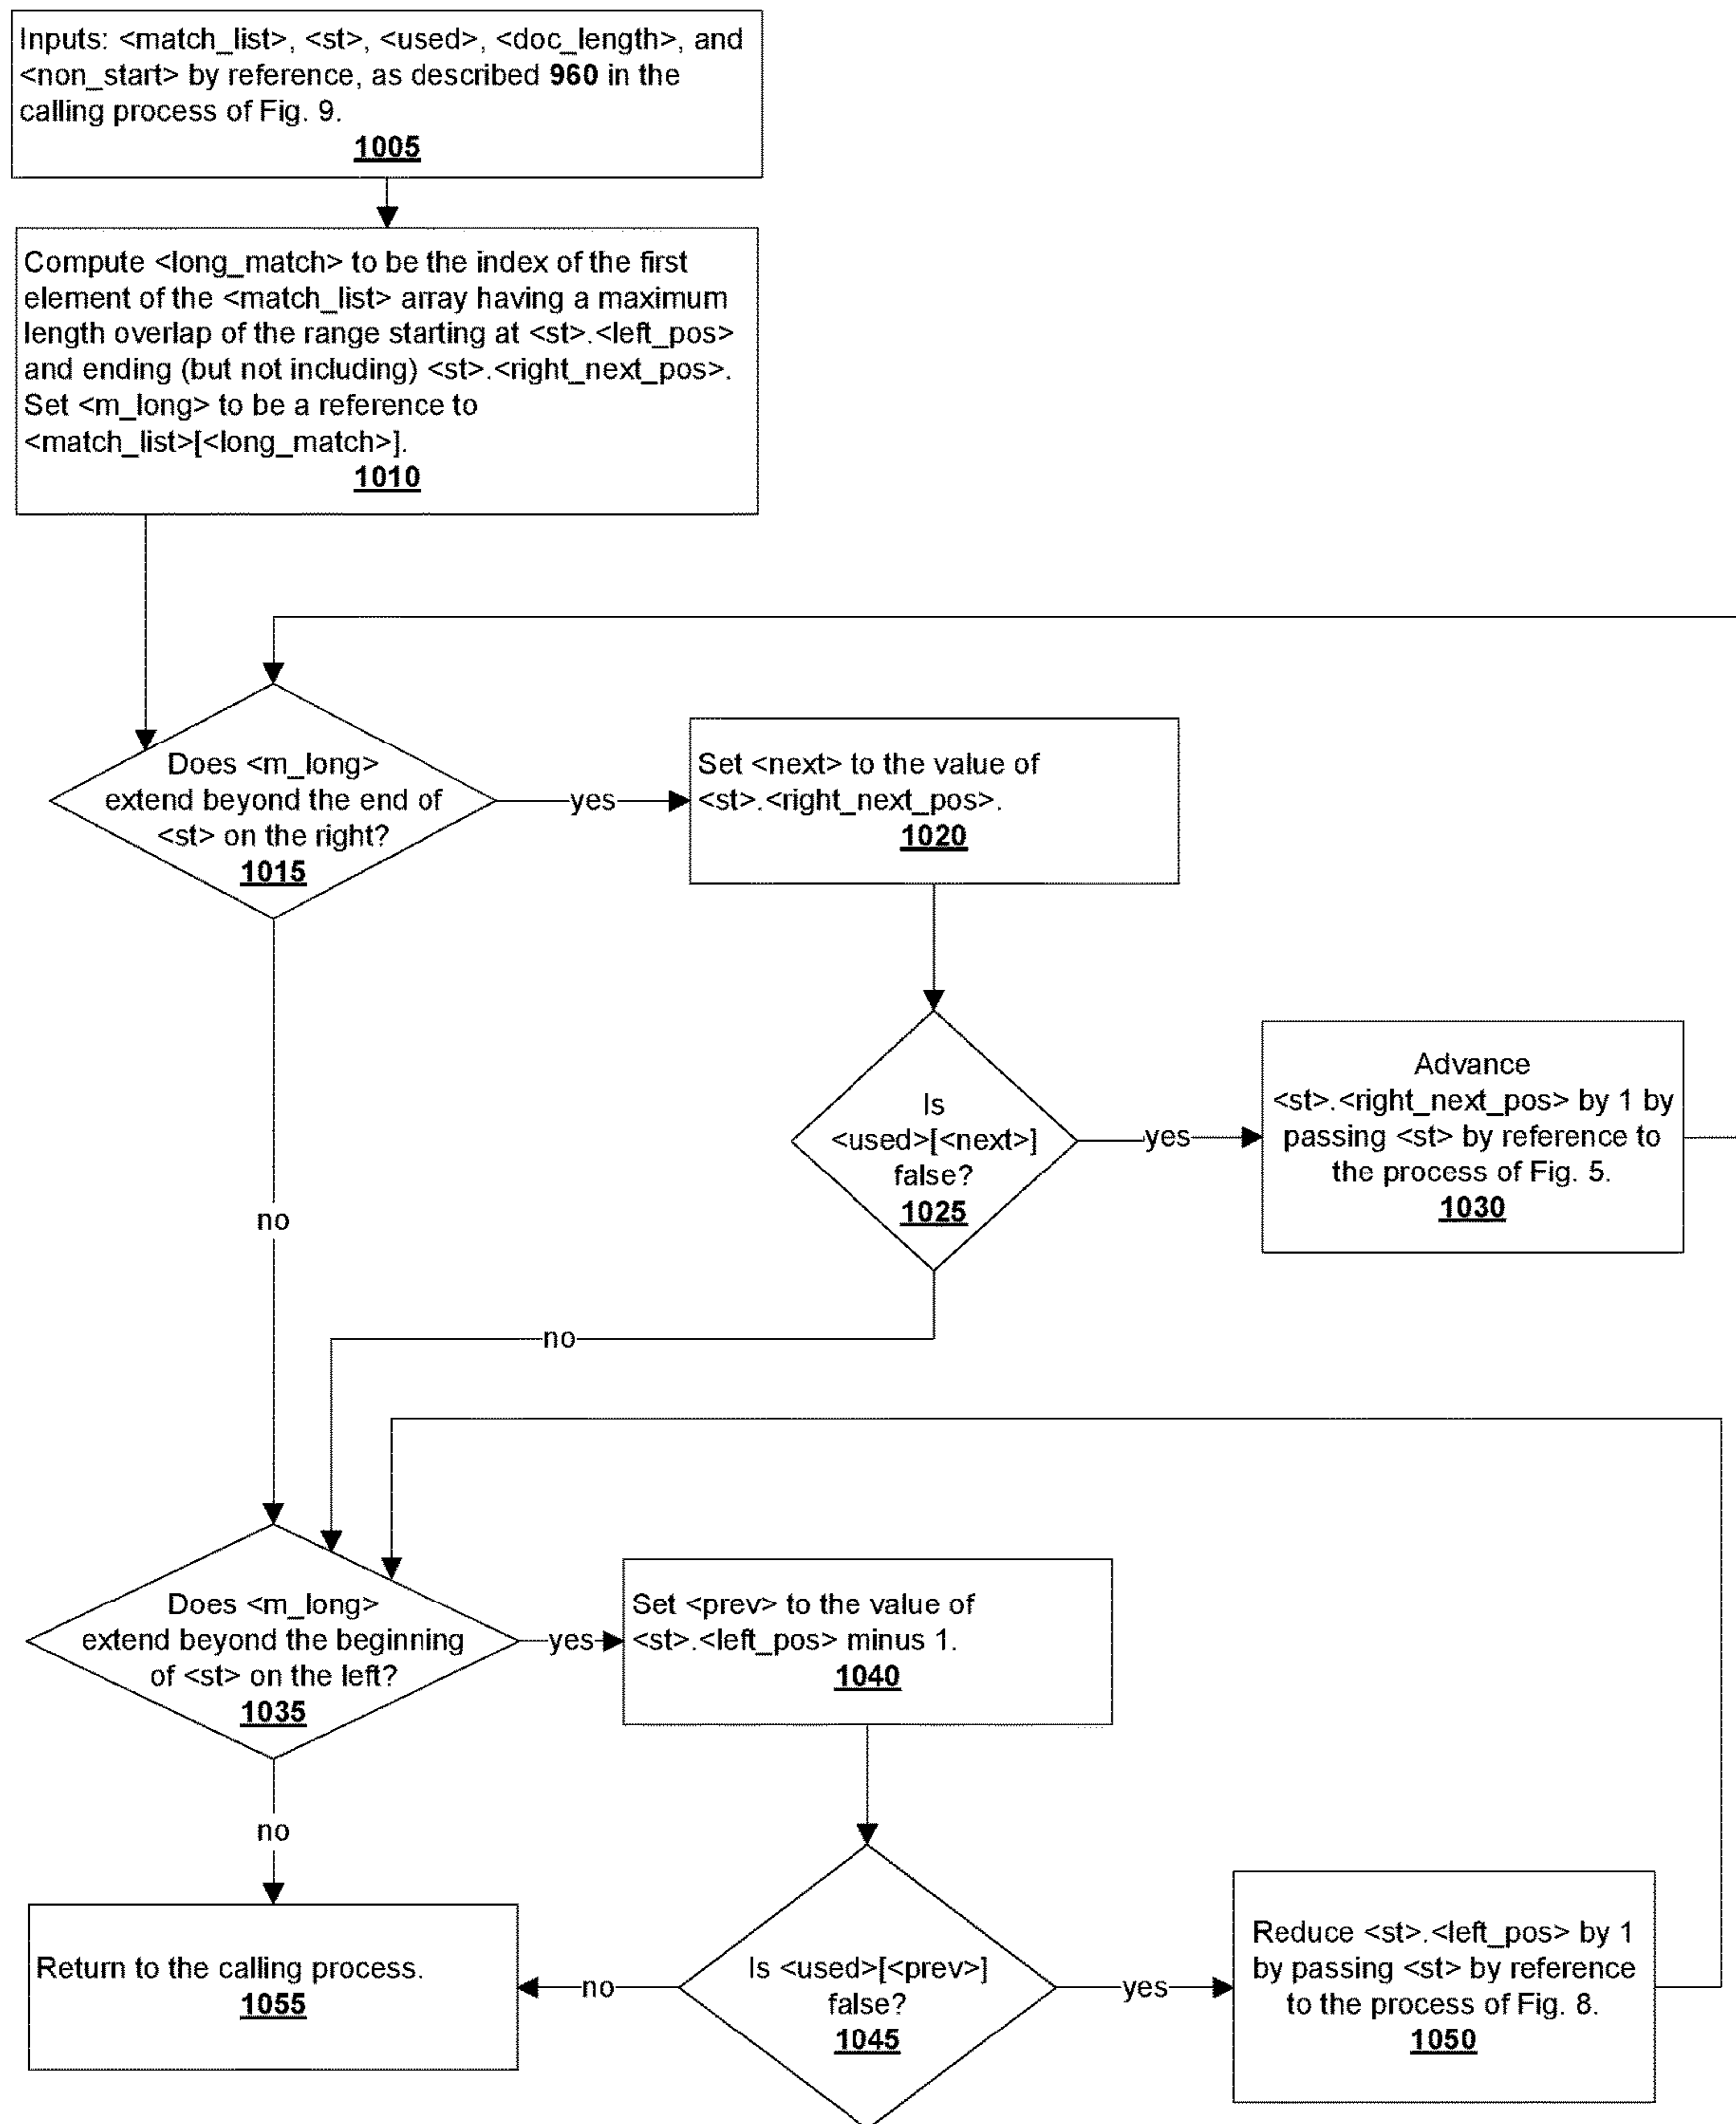 Inputs: <match_list>, <st>, <used>, <doc_length>, and
<non_start> by reference, as described 960 in the
calling process of Fig. 9.
1005
Compute <long_match> to be the index of the first
element of the <match_list> array having a maximum
length overlap of the range starting at <st>.<left_pos>
and ending (but not including) <st>.<right_next_pos>.
Set <m_long> to be a reference to
<match_list>[<long_match>].
1010
Does <m_long>
extend beyond the end of
<st> on the right?
1015
yes
Set <next> to the value of
<st>.<right_next_pos>.
1020
Is
<used>[<next>]
false?
1025
yes
Advance
<st>.<right_next_pos> by 1 by
passing <st> by reference to
the process of Fig. 5.
1030
no
no
Does <m_long>
extend beyond the beginning
of <st> on the left?
1035
yes
Set <prev> to the value of
<st>.<left_pos> minus 1.
1040
no
Return to the calling process.
1055
no
Is <used>[<prev>]
false?
1045
yes
Reduce <st>.<left_pos> by 1
by passing <st> by reference
to the process of Fig. 8.
1050